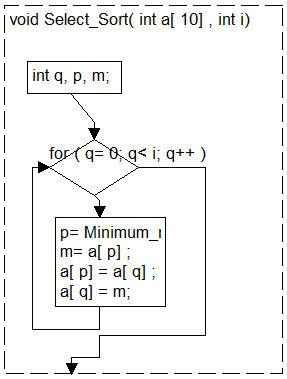 void Select_Sort( int a[ 10] , int i)
int q, p, m;
for ( q= 0; q< i; q++ )
p= Minimum_
m= a[ p] ;
a[ p] = a[ q] ;
a[ q] = m;